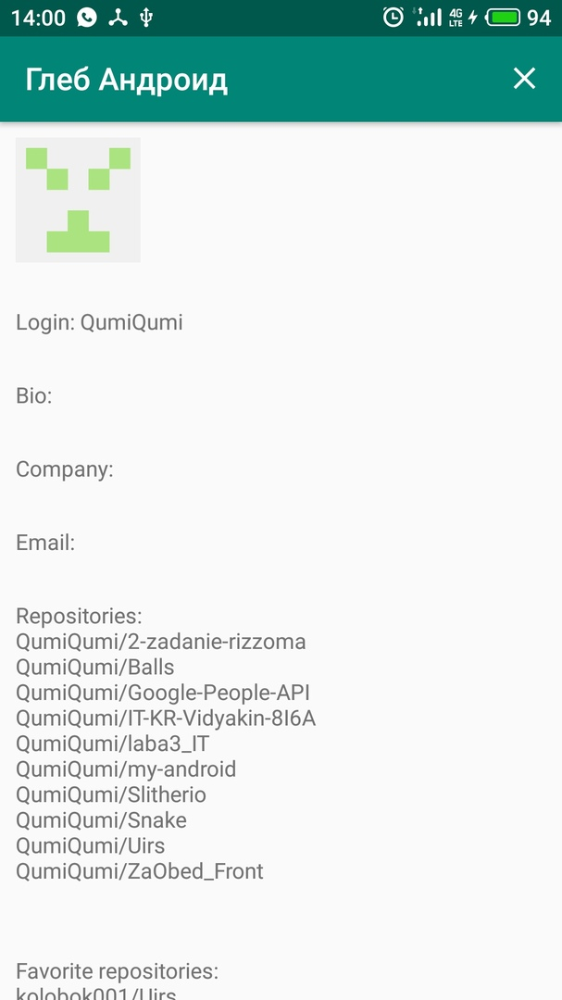 14:00
4G
LTE
94
Глеб Андроид
Login: QumiQumi
Bio:
Company:
Email:
Repositories:
QumiQumi/2-zadanie-rizzoma
QumiQumi/Balls
QumiQumi/Google-People-API
QumiQumi/IT-KR-Vidyakin-8I6A
QumiQumi/laba3_IT
QumiQumi/my-android
QumiQumi/Slitherio
QumiQumi/Snake
QumiQumi/Uirs
QumiQumi/ZaObed_Front
Favorite repositories:
kolobok001/Uirs